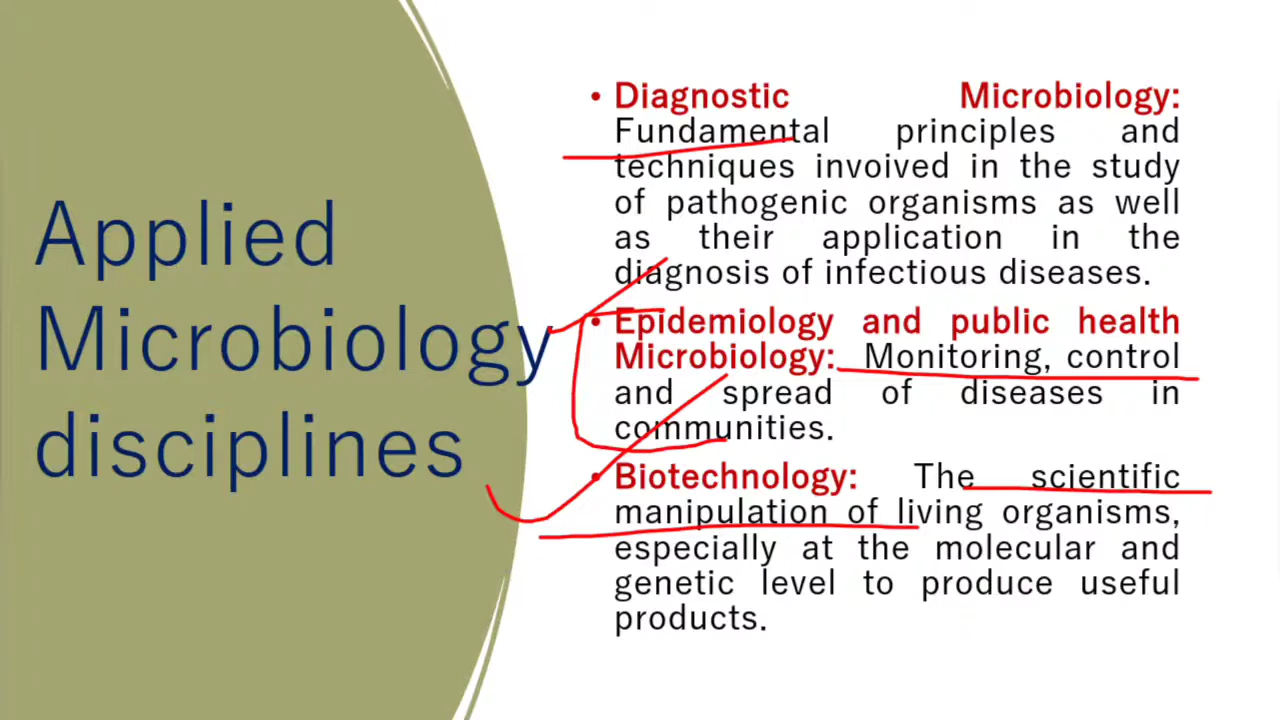 Applied
Microbiology
disciplines
• Diagnostic Microbiology:
Fundamental principles and
techniques invoived in the study
of pathogenic organisms as well
as their application in the
diagnosis of infectious diseases.
• Epidemiology and public health
Microbiology: Monitoring, control
and spread of diseases in
communities.
• Biotechnology: The scientific
manipulation of living organisms,
especially at the molecular and
genetic level to produce useful
products.